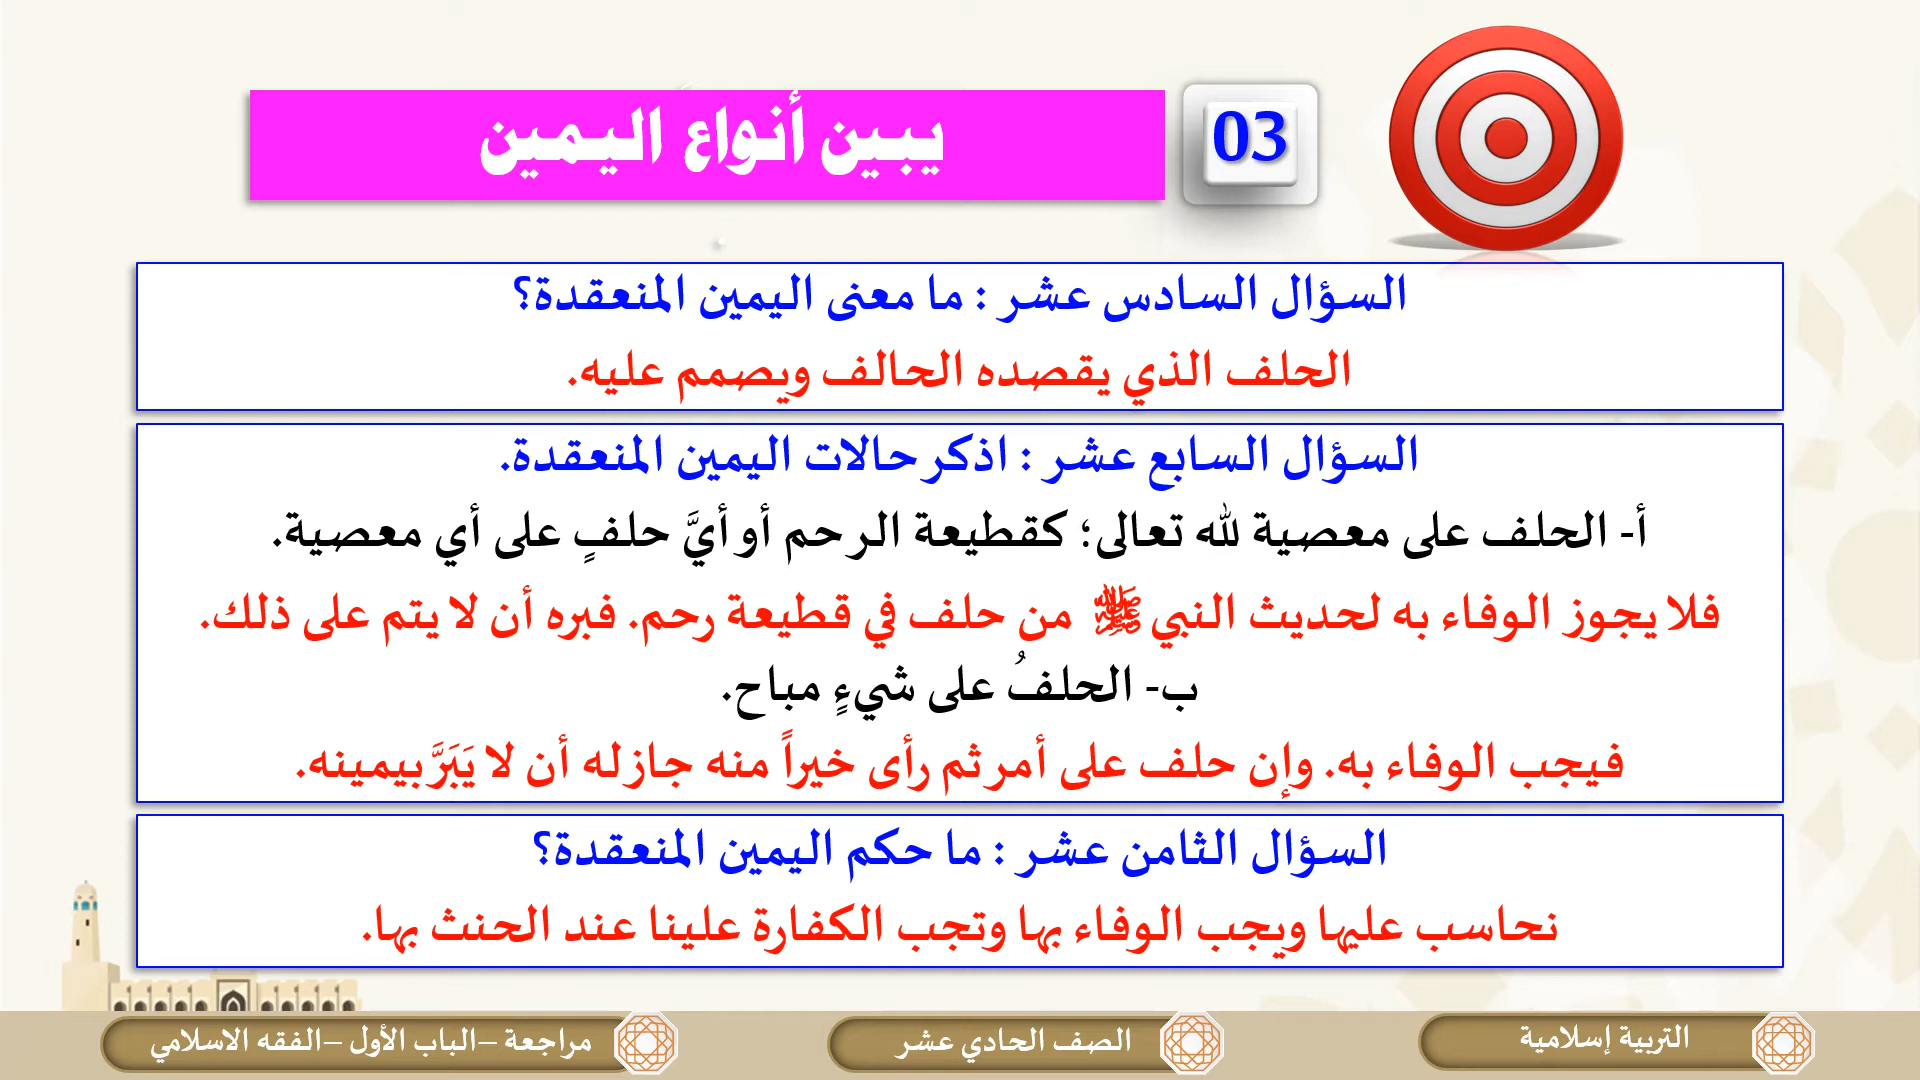 03
يبين أنواع اليمين
السؤال السادس عشر : ما معنى اليمين المنعقدة؟
الحلف الذي يقصده الحالف ويصمم عليه.
السؤال السابع عشر : اذكر حالات اليمين المنعقدة.
أ- الحلف على معصية لله تعالى؛ كقطيعة الرحم أو أيَّ حلفٍ على أي معصية.
فلا يجوز الوفاء به لحديث النبي ﷺ من حلف في قطيعة رحم. فبره أن لا يتم على ذلك.
ب- الحلفُ على شيءٍ مباح.
فيجب الوفاء به. وإن حلف على أمر ثم رأى خيراً منه جاز له أن لا يَبَرَّ بيمينه.
السؤال الثامن عشر : ما حكم اليمين المنعقدة؟
نحاسب عليها ويجب الوفاء بها وتجب الكفارة علينا عند الحنث بها.
التربية إسلامية
الصف الحادي عشر
مراجعة –الباب الأول –الفقه الاسلامي